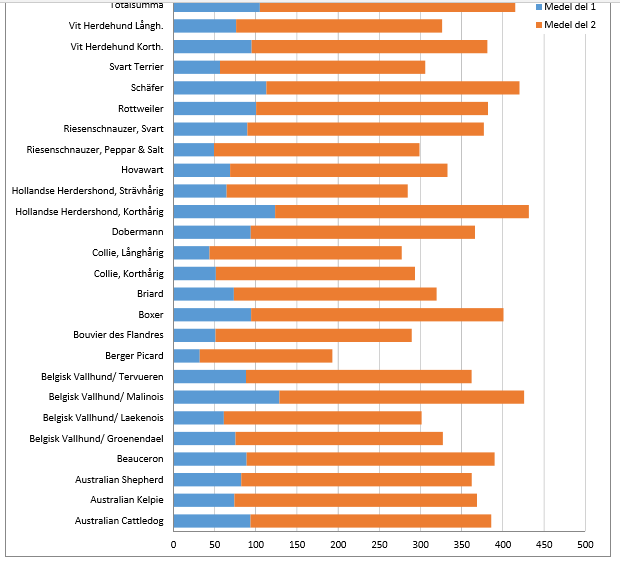 Totalsumma
Medel del 1
Vit Herdehund Långh.
Medel del 2
Vit Herdehund Korth.
Svart Terrier
Schäfer
Rottweiler
Riesenschnauzer, Svart
Riesenschnauzer, Peppar & Salt
Hovawart
Hollandse Herdershond, Strävhårig
Hollandse Herdershond, Korthårig
Dobermann
Collie, Långhårig
Collie, Korthårig
Briard
Boxer
Bouvier des Flandres
Berger Picard
Belgisk Vallhund/ Tervueren
Belgisk Vallhund/ Malinois
Belgisk Vallhund/ Laekenois
Belgisk Vallhund/ Groenendael
Beauceron
Australian Shepherd
Australian Kelpie
Australian Cattledog
0 50 100 150 200 250 300 350 400 450 500